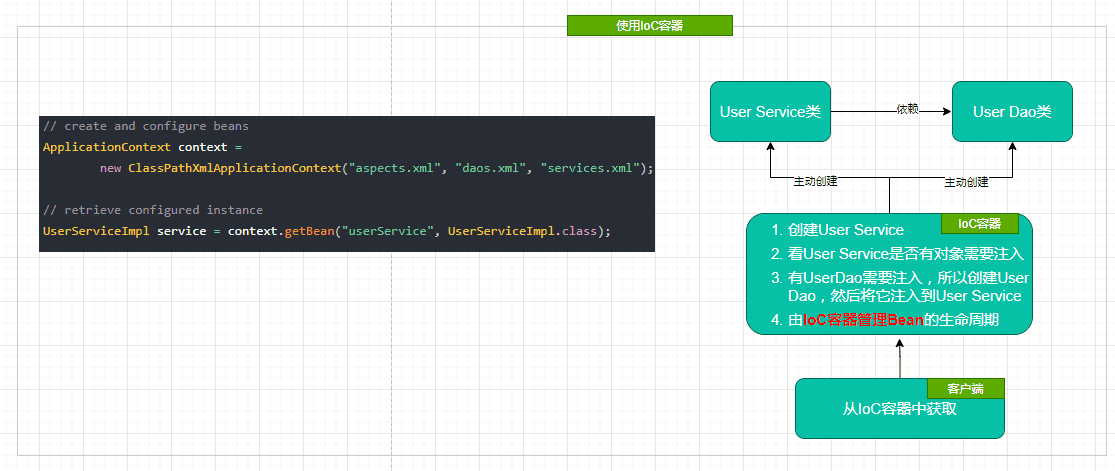 使用IoC容器
// create and configure beans
ApplicationContext context =
new ClassPathXmlApplicationContext("aspects.xml", "daos.xml", "services.xml");
// retrieve configured instance
UserServiceImpl service = context.getBean("userService", UserServiceImpl.class);
User Service类
依赖
User Dao类
主动创建
主动创建
IoC容器
1. 创建User Service
2. 看User Service是否有对象需要注入
3. 有UserDao需要注入，所以创建User
Dao，然后将它注入到User Service
4. 由IoC容器管理Bean的生命周期
客户端
从IoC容器中获取